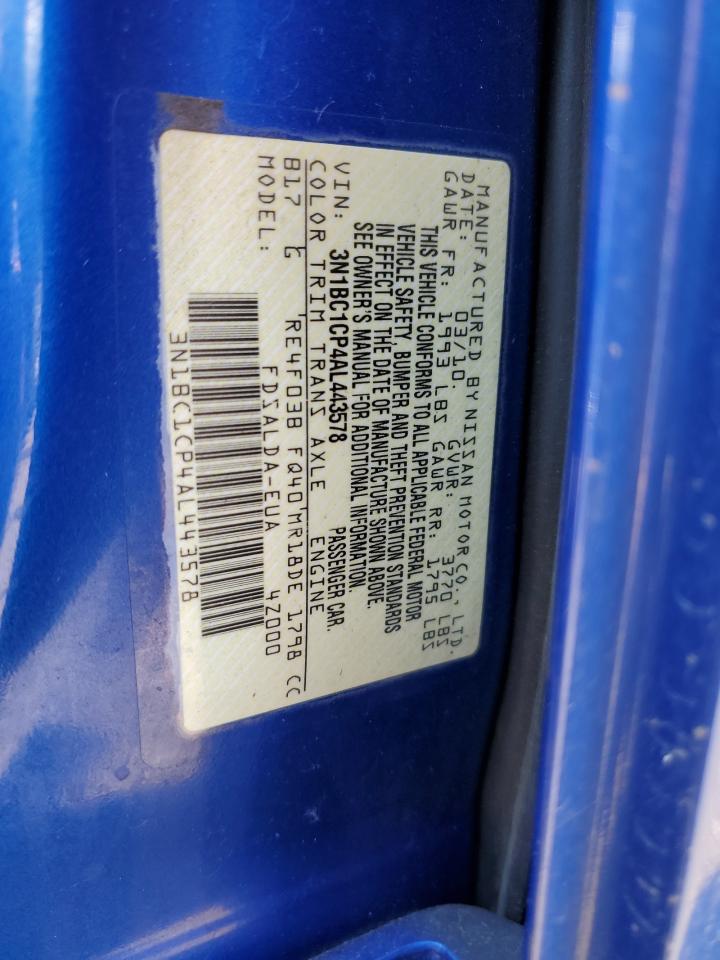 MANUFACTURED BY NISSAN MOTOR CO., LTD.
DATE: 03/10. GVWR: 3770 LBS
GAWR FR: 1993 LBS GAWR RR: 1795 LBS
THIS VEHICLE CONFORMS TO ALL APPLICABLE FEDERAL MOTOR
VEHICLE SAFETY, BUMPER AND THEFT PREVENTION STANDARDS
IN EFFECT ON THE DATE OF MANUFACTURE SHOWN ABOVE.
SEE OWNER'S MANUAL FOR ADDITIONAL INFORMATION.
VIN: 3N1BC1CP4AL443578 PASSENGER CAR.
COLOR TRIM TRANS AXLE ENGINE
B17 G RE4F03B FQ40 MR18DE 1798 CC
MODEL: FDSALDA-EUA 4Z000
3N1BC1CP4AL443578